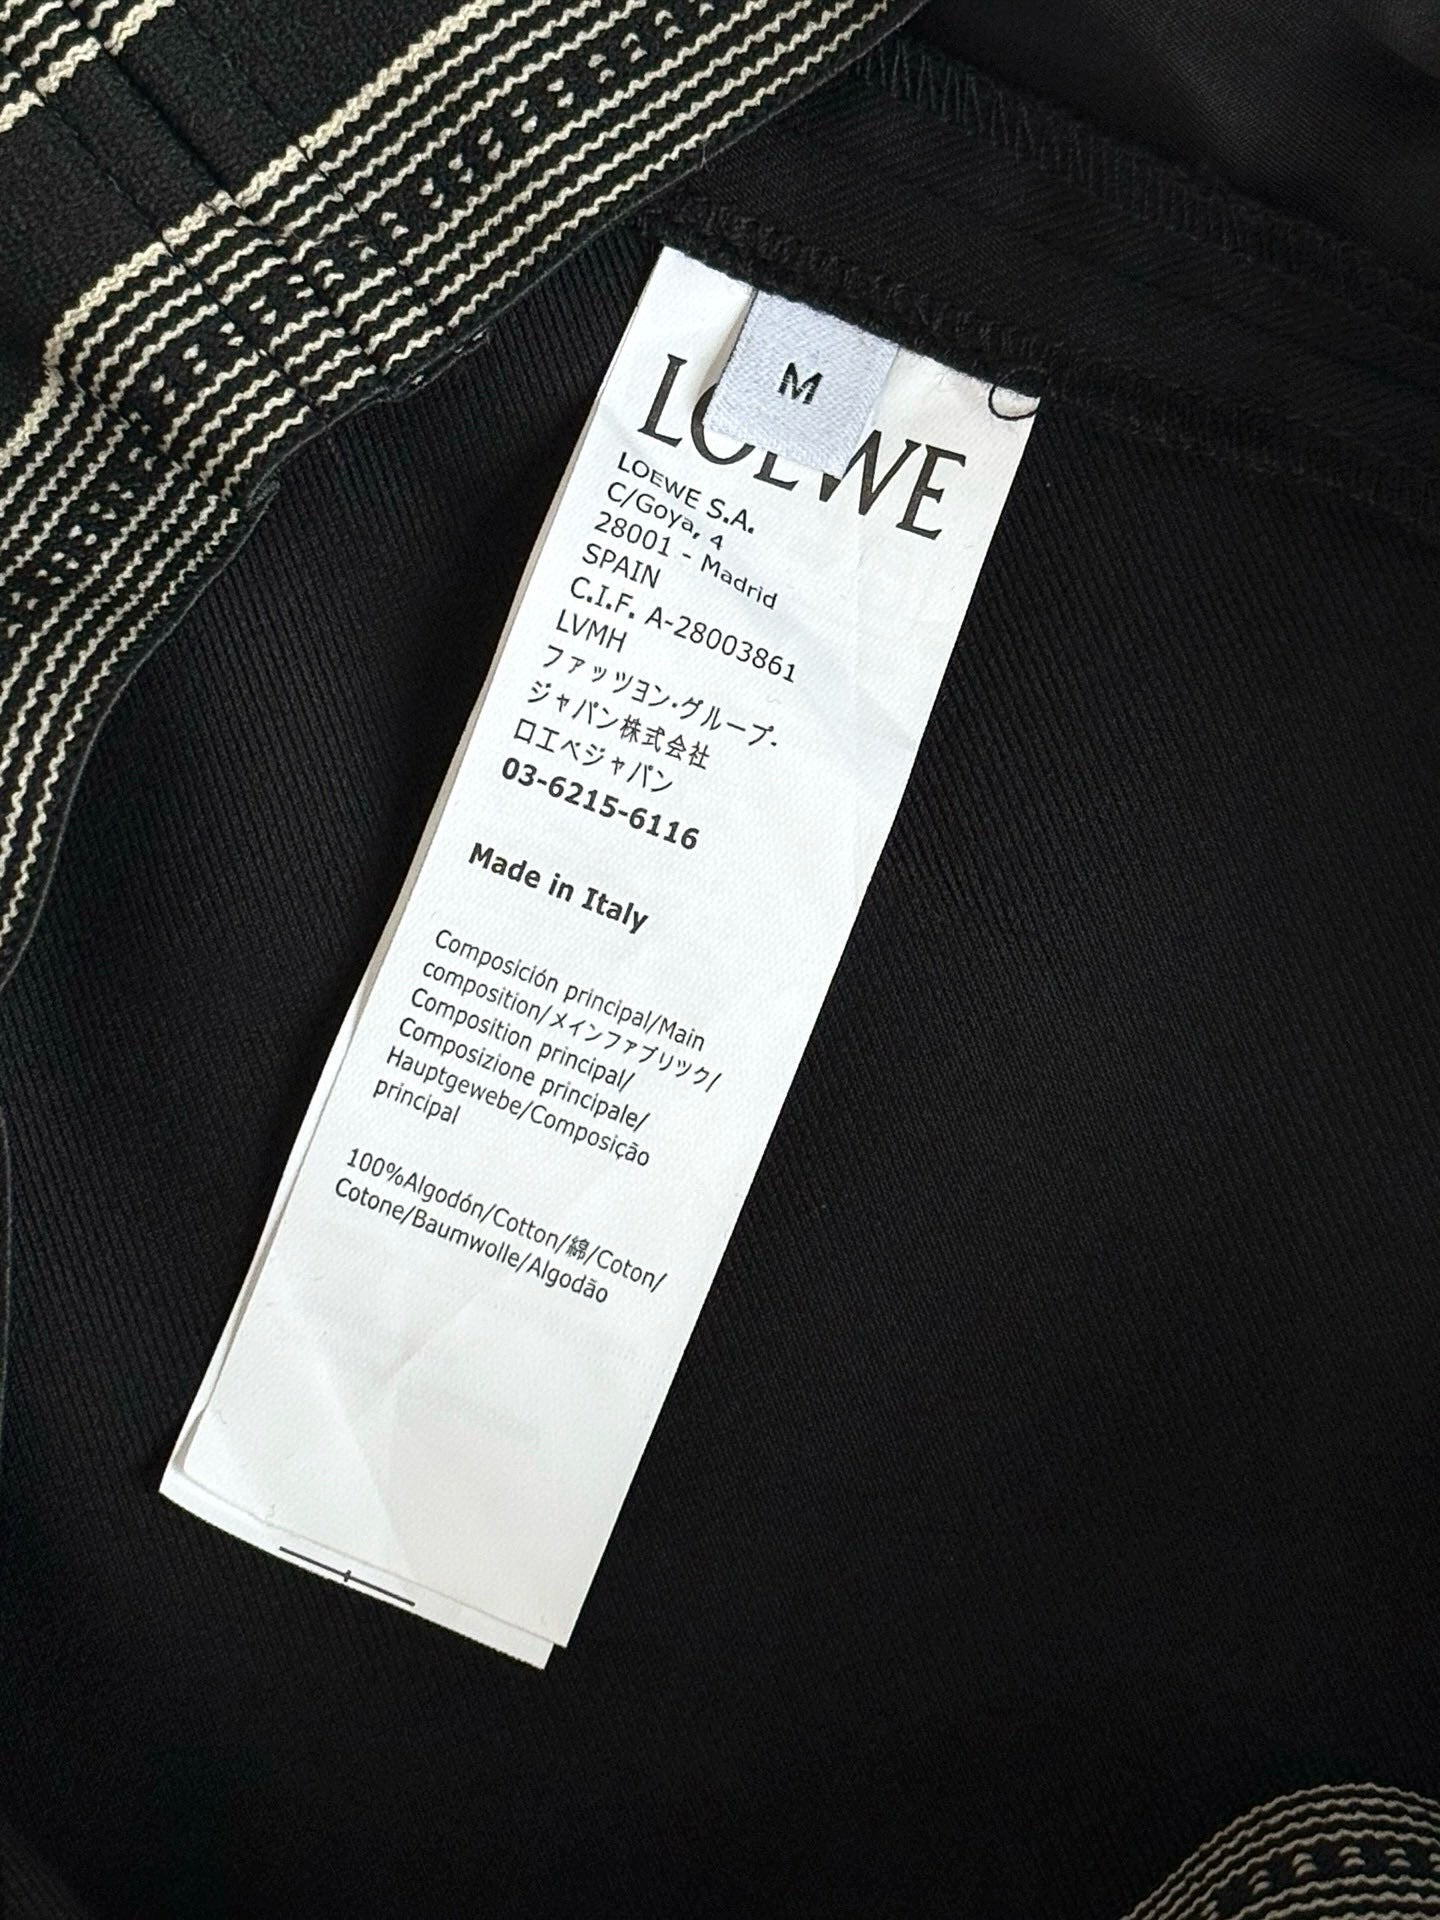 M
LOEWE
LOEWE S.A.
C/Goya, 4
28001 - Madrid
SPAIN
C.I.F. A-28003861
LVMH
ファッツヨン・グループ・
ジャパン株式会社
ロエベジャパン
03-6215-6116
Made in Italy
Composición principal/Main
composition/メインファブリック/
Composition principal/
Composizione principale/
Hauptgewebe/Composição
principal
100%Algodón/Cotton/綿/Coton/
Cotone/Baumwolle/Algodão